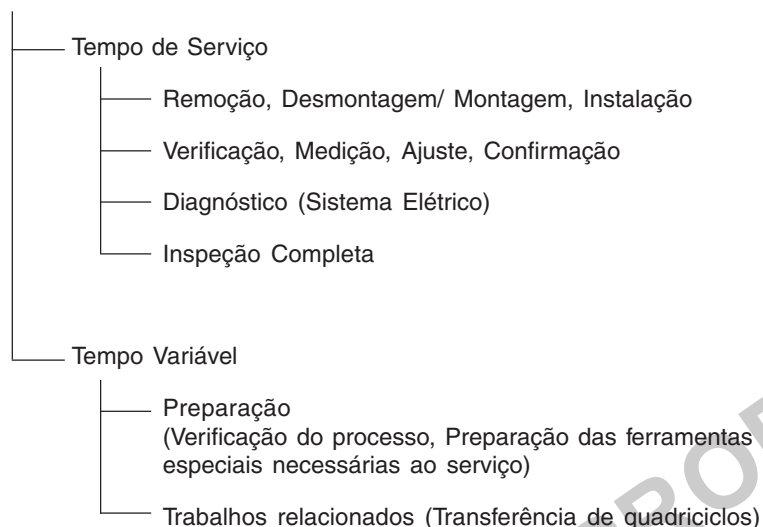 Tempo de Serviço
Remoção, Desmontagem/ Montagem, Instalação
Verificação, Medição, Ajuste, Confirmação
Diagnóstico (Sistema Elétrico)
Inspeção Completa
Tempo Variável
Preparação
(Verificação do processo, Preparação das ferramentas
especiais necessárias ao serviço)
Trabalhos relacionados (Transferência de quadriciclos)